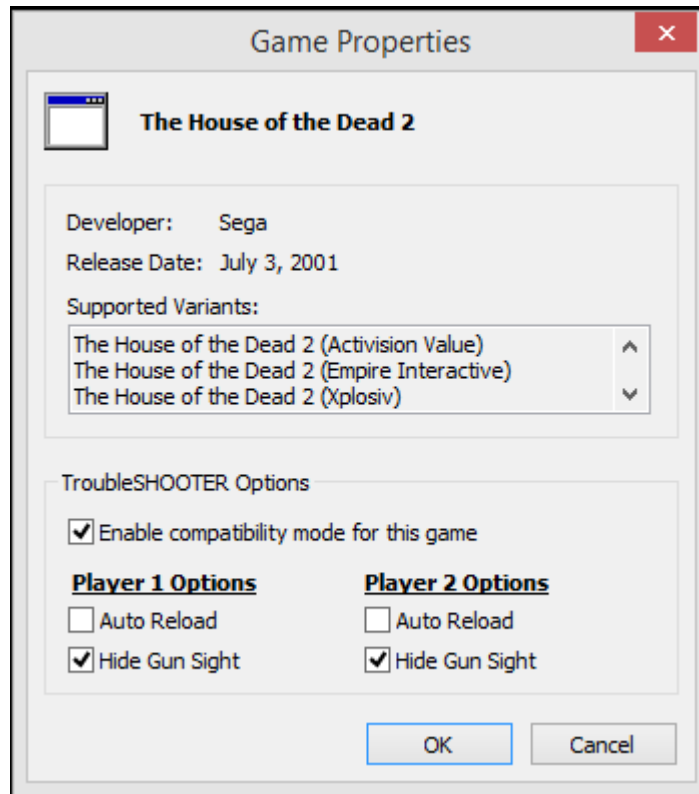 Game Properties
The House of the Dead 2
Developer: Sega
Release Date: July 3, 2001
Supported Variants:
The House of the Dead 2 (Activision Value)
The House of the Dead 2 (Empire Interactive)
The House of the Dead 2 (Xplosiv)
TroubleSHOOTER Options
Enable compatibility mode for this game
Player 1 Options Player 2 Options
Auto Reload Auto Reload
Hide Gun Sight Hide Gun Sight
OK Cancel